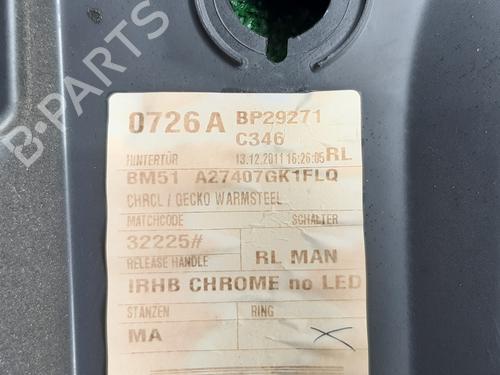 B-PARTS
0726A BP29271
C346
HINTERTÜR 13.12.2011 16:26:05 RL
BM51 A27407GK1FLQ
CHRCL / GECKO WARMSTEEL
MATCHCODE SCHALTER
32225#
RELEASE HANDLE RL MAN
IRHB CHROME no LED
STANZEN RING
MA X